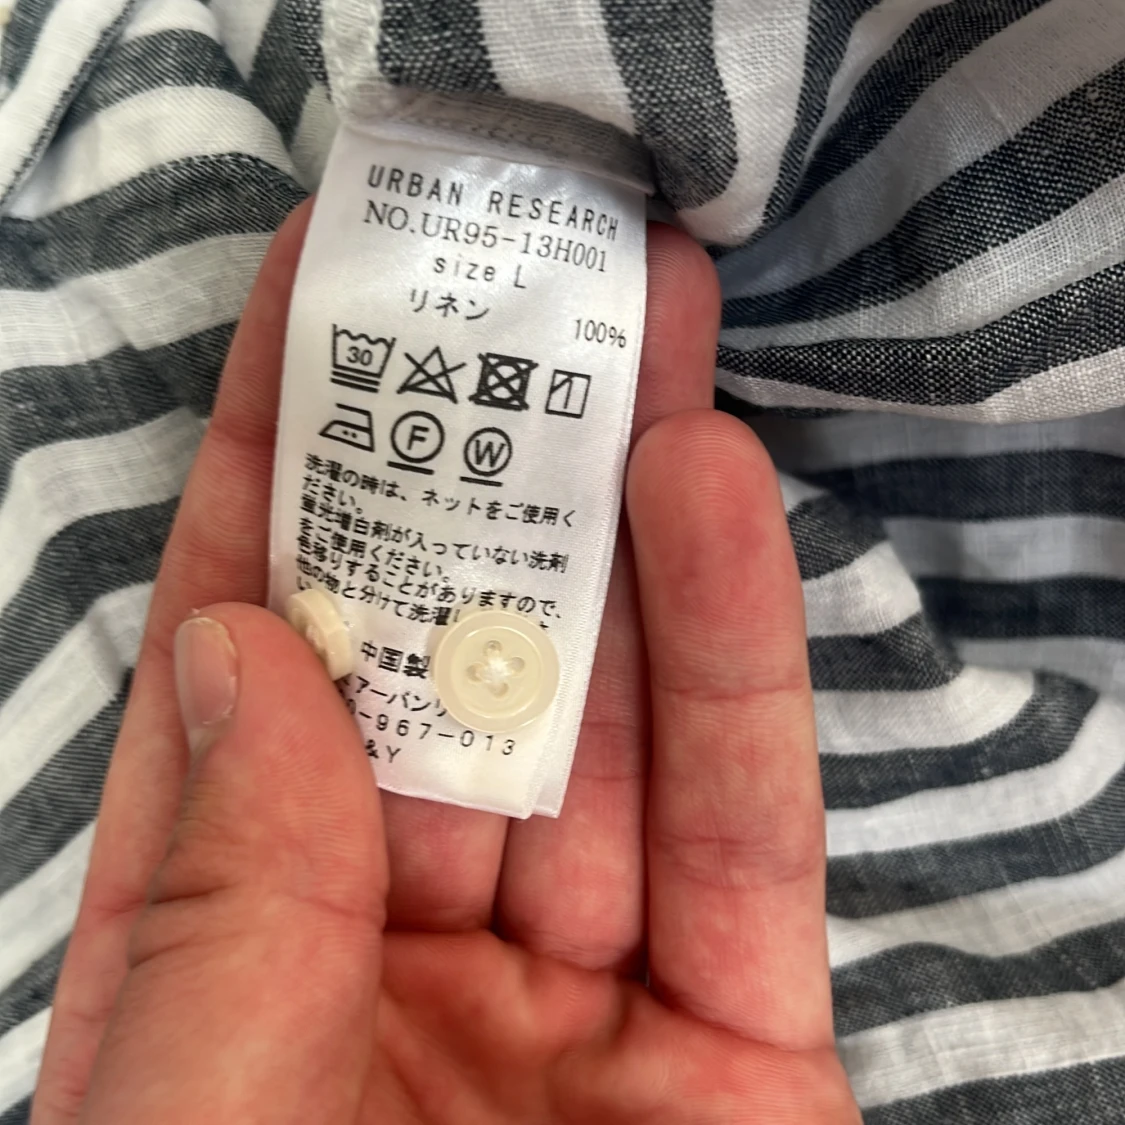 URBAN RESEARCH
NO.UR95-13H001
size L
リネン
100%
30
F
W
洗濯の時は、ネットをご使用く
ださい。
蛍光増白剤が入っていない洗剤
をご使用ください。
色移りすることがありますので、
他の物と分けて洗濯し
い
中国製
アーバンリ
-967-013
&Y